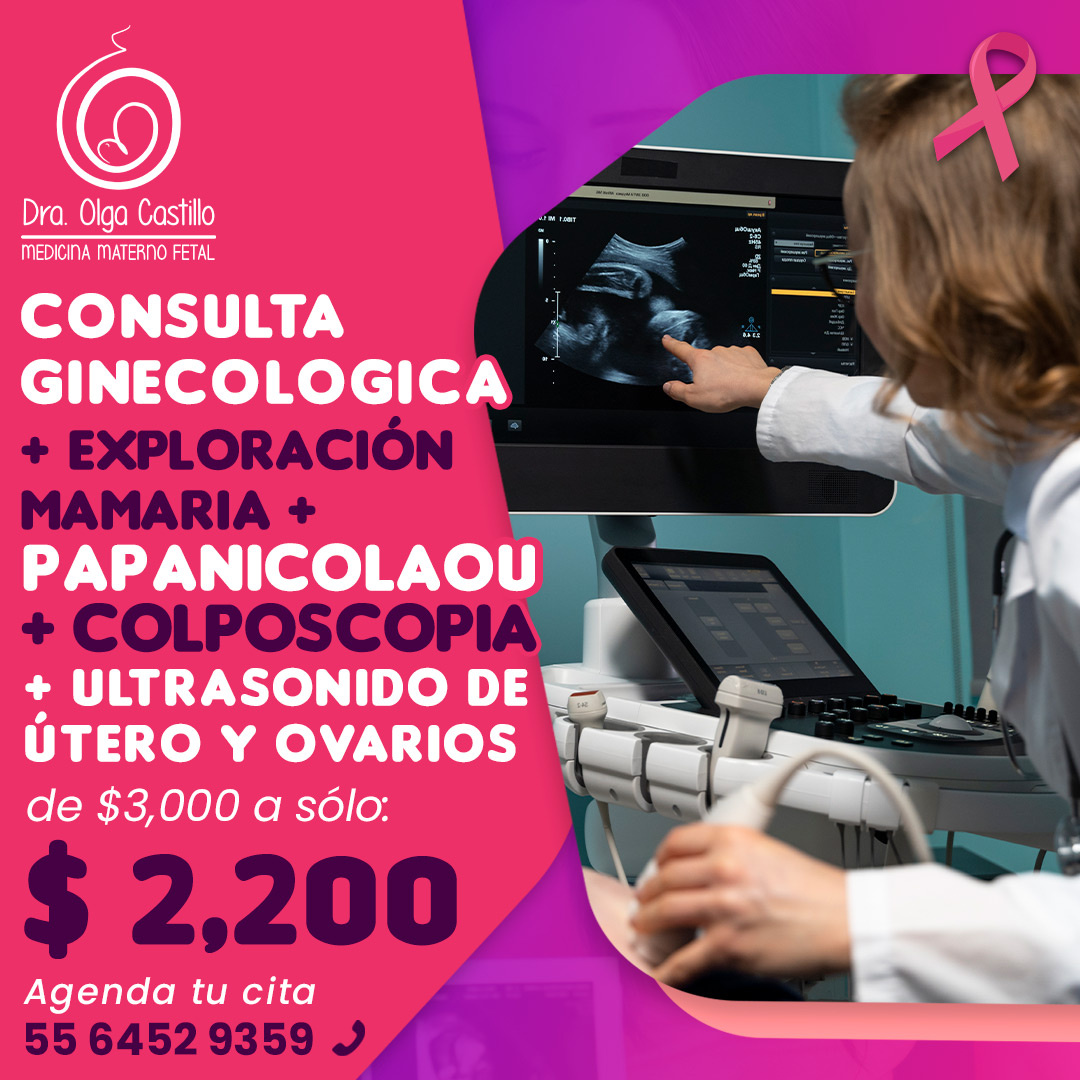 Dra. Olga Castillo
MEDICINA MATERNO FETAL
CONSULTA
GINECOLOGICA
+ EXPLORACIÓN
MAMARIA +
PAPANICOLAOU
+ COLPOSCOPIA
+ ULTRASONIDO DE
ÚTERO Y OVARIOS
de $3,000 a sólo:
$ 2,200
Agenda tu cita
55 6452 9359